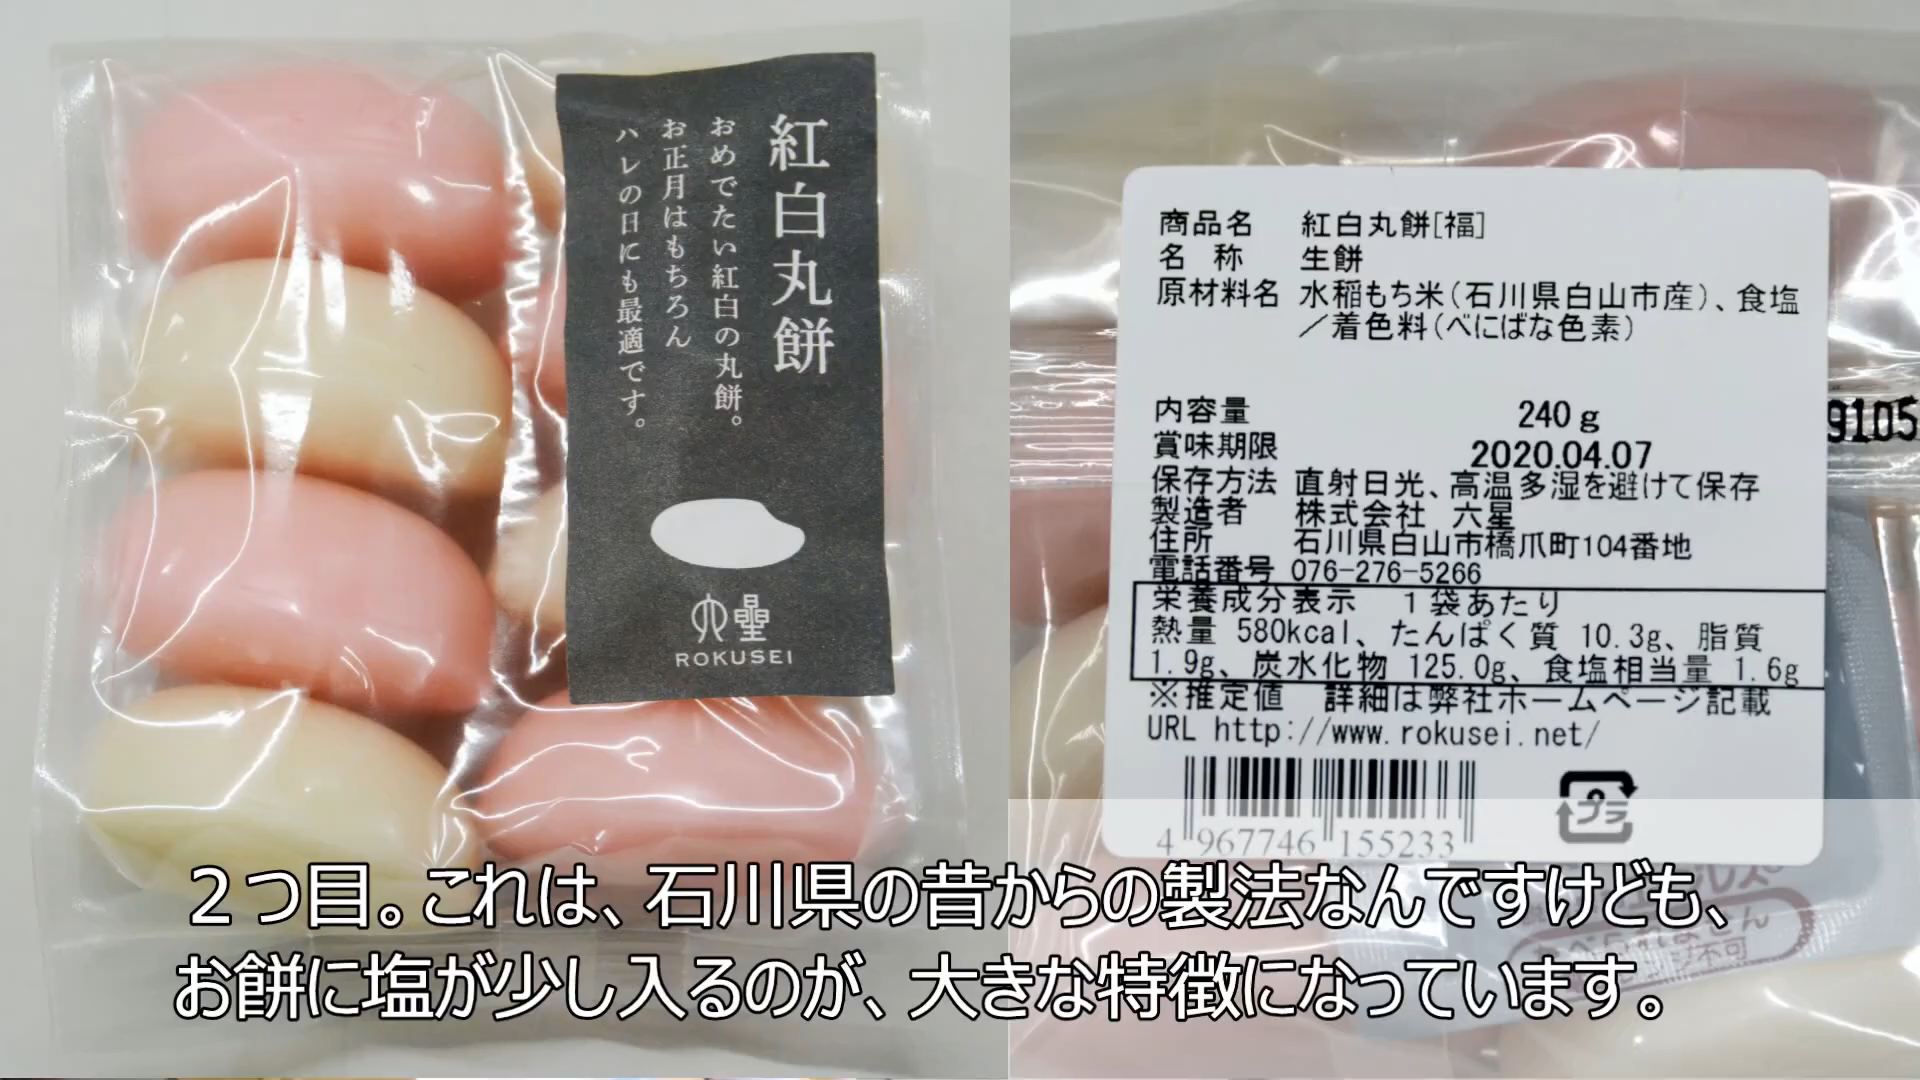 紅白丸餅
おめでたい紅白の丸餅。
お正月はもちろん
ハレの日にも最適です。
六星
ROKUSEI
商品名 紅白丸餅[福]
名 称 生餅
原材料名 水稲もち米(石川県白山市産)、食塩
/着色料(べにばな色素)
内容量 240g
賞味期限 2020.04.07
保存方法 直射日光、高温多湿を避けて保存
製造者 株式会社 六星
住所 石川県白山市橋爪町104番地
電話番号 076-276-5266
栄養成分表示 1袋あたり
熱量 580kcal、たんぱく質 10.3g、脂質
1.9g、炭水化物 125.0g、食塩相当量 1.6g
※推定値 詳細は弊社ホームページ記載
URL http://www.rokusei.net/
プラ
4 967746 155233
9105
2つ目。これは、石川県の昔からの製法なんですけども、
お餅に塩が少し入るのが、大きな特徴になっています。